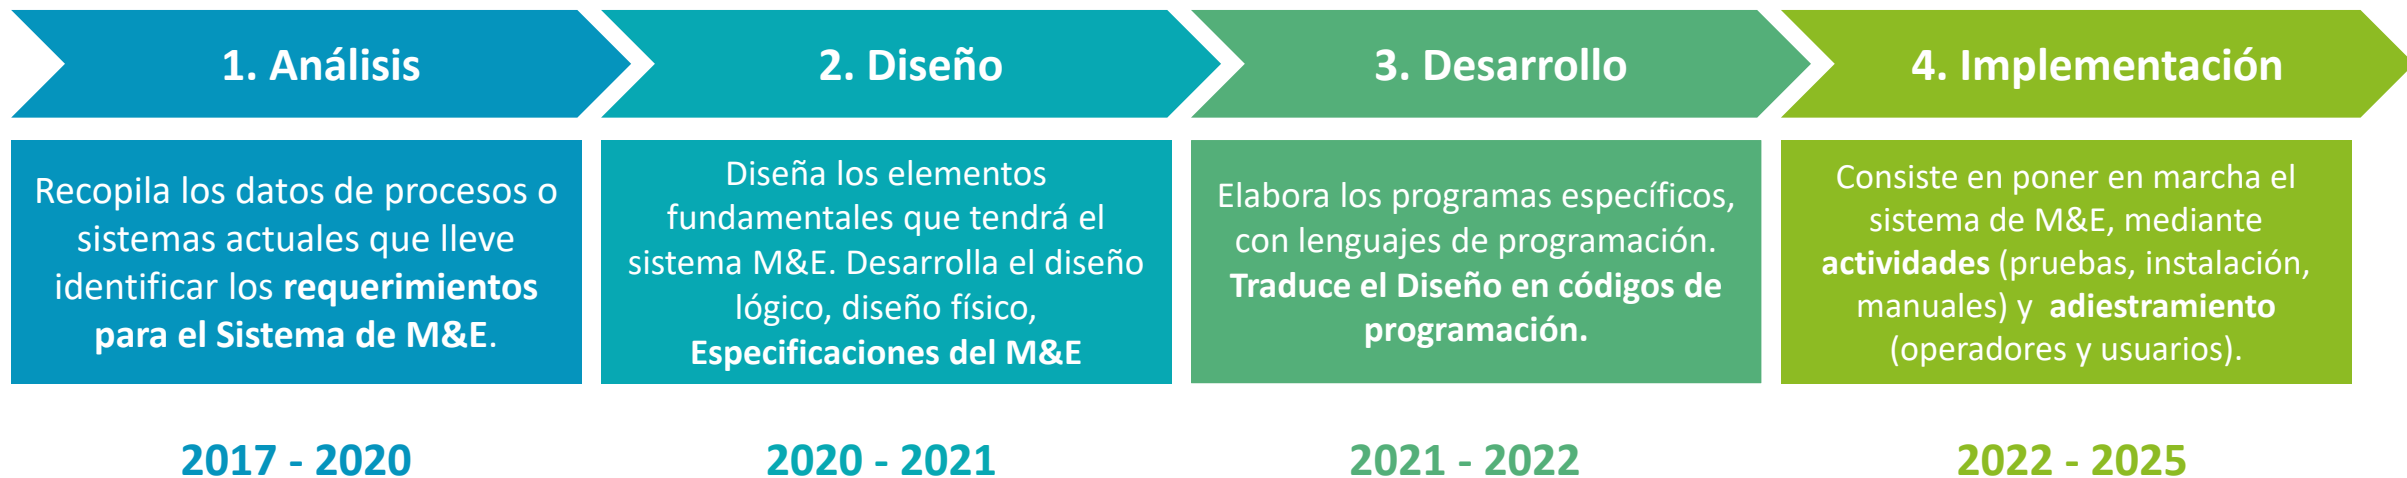 1. Análisis
2. Diseño
3. Desarrollo
4. Implementación
Recopila los datos de procesos o
sistemas actuales que lleve
identificar los requerimientos
para el Sistema de M&E.
Diseña los elementos
fundamentales que tendrá el
sistema M&E. Desarrolla el diseño
lógico, diseño físico,
Especificaciones del M&E
Elabora los programas específicos,
con lenguajes de programación.
Traduce el Diseño en códigos de
programación.
Consiste en poner en marcha el
sistema de M&E, mediante
actividades (pruebas, instalación,
manuales) y adiestramiento
(operadores y usuarios).
2017 - 2020
2020 - 2021
2021 - 2022
2022 - 2025